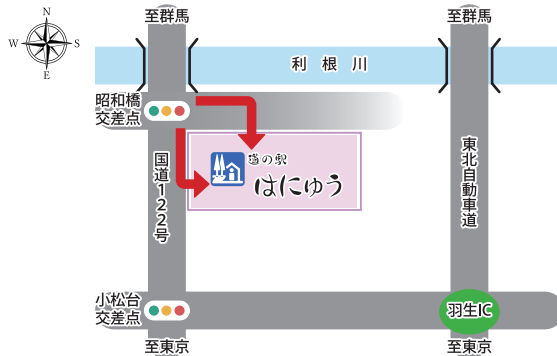 N
W
S
E
至群馬
至群馬
利根川
昭和橋
交差点
国道122号
道の駅
はにゅう
東北自動車道
小松台
交差点
羽生IC
至東京
至東京